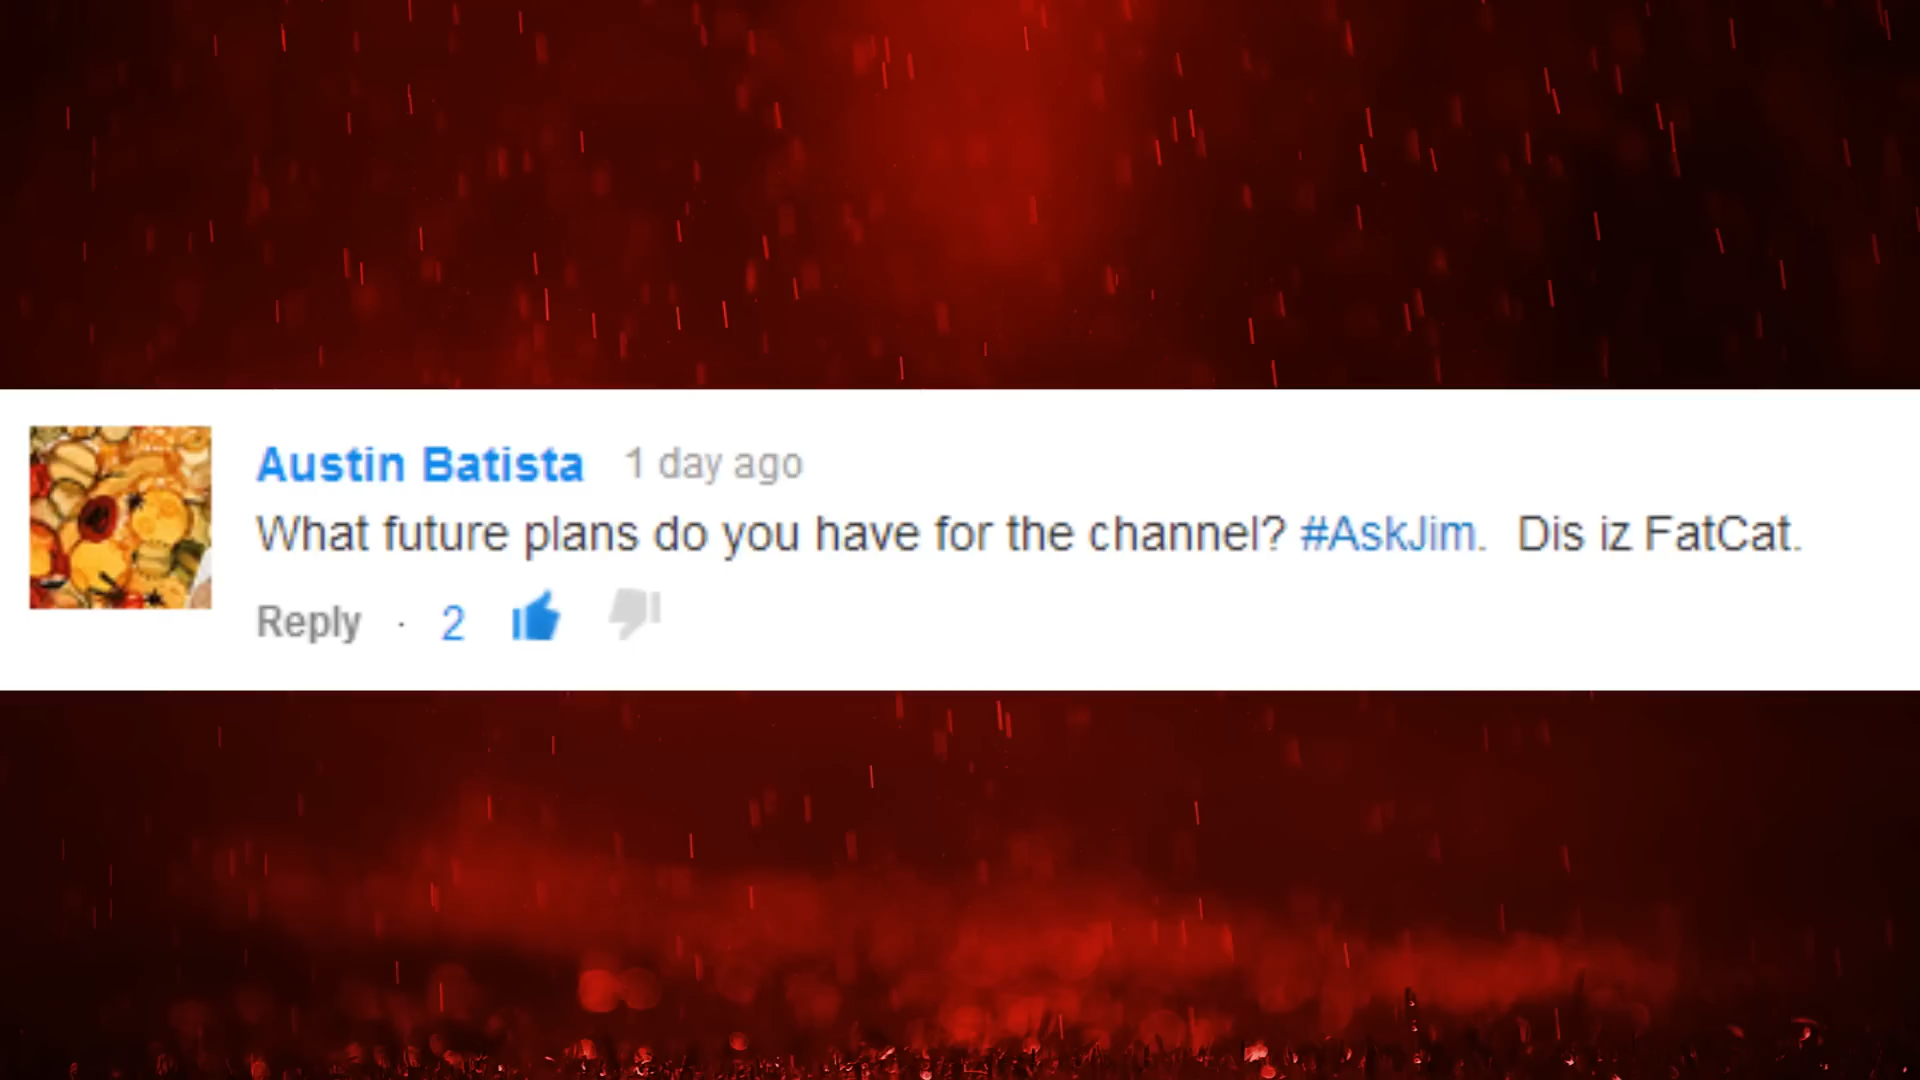 Austin Batista 1 day ago
What future plans do you have for the channel? #AskJim. Dis iz FatCat.
Reply · 2